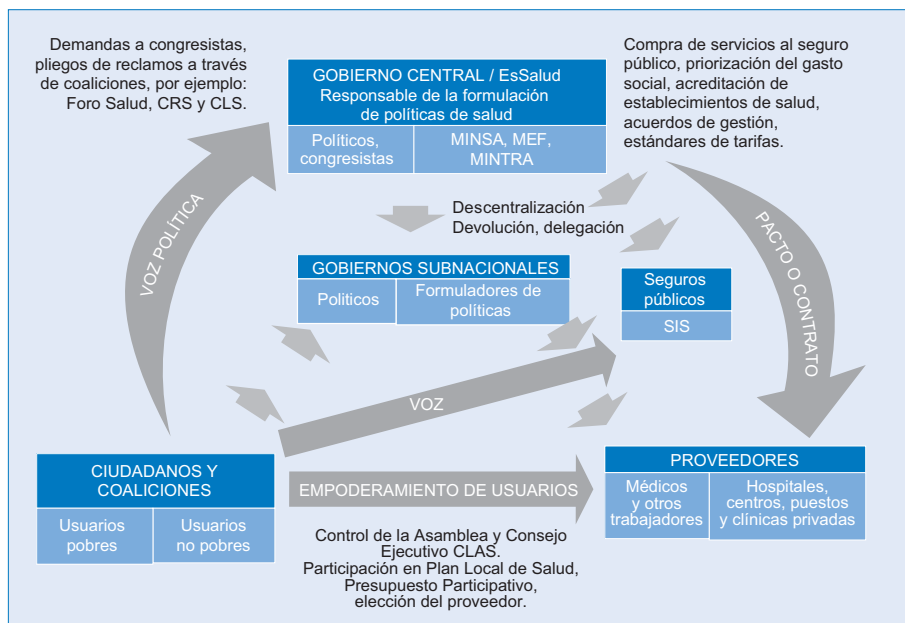 Demandas a congresistas,
pliegos de reclamos a través
de coaliciones, por ejemplo:
Foro Salud, CRS y CLS.
GOBIERNO CENTRAL / EsSalud
Responsable de la formulación
de políticas de salud
Políticos,
congresistas
MINSA, MEF,
MINTRA
Compra de servicios al seguro
público, priorización del gasto
social, acreditación de
establecimientos de salud,
acuerdos de gestión,
estándares de tarifas.
VOZ POLÍTICA
Descentralización
Devolución, delegación
PACTO O CONTRATO
GOBIERNOS SUBNACIONALES
Politicos
Formuladores de
políticas
Seguros
públicos
SIS
VOZ
CIUDADANOS Y
COALICIONES
Usuarios
pobres
Usuarios
no pobres
EMPODERAMIENTO DE USUARIOS
PROVEEDORES
Médicos
y otros
trabajadores
Hospitales,
centros, puestos
y clínicas privadas
Control de la Asamblea y Consejo
Ejecutivo CLAS.
Participación en Plan Local de Salud,
Presupuesto Participativo,
elección del proveedor.